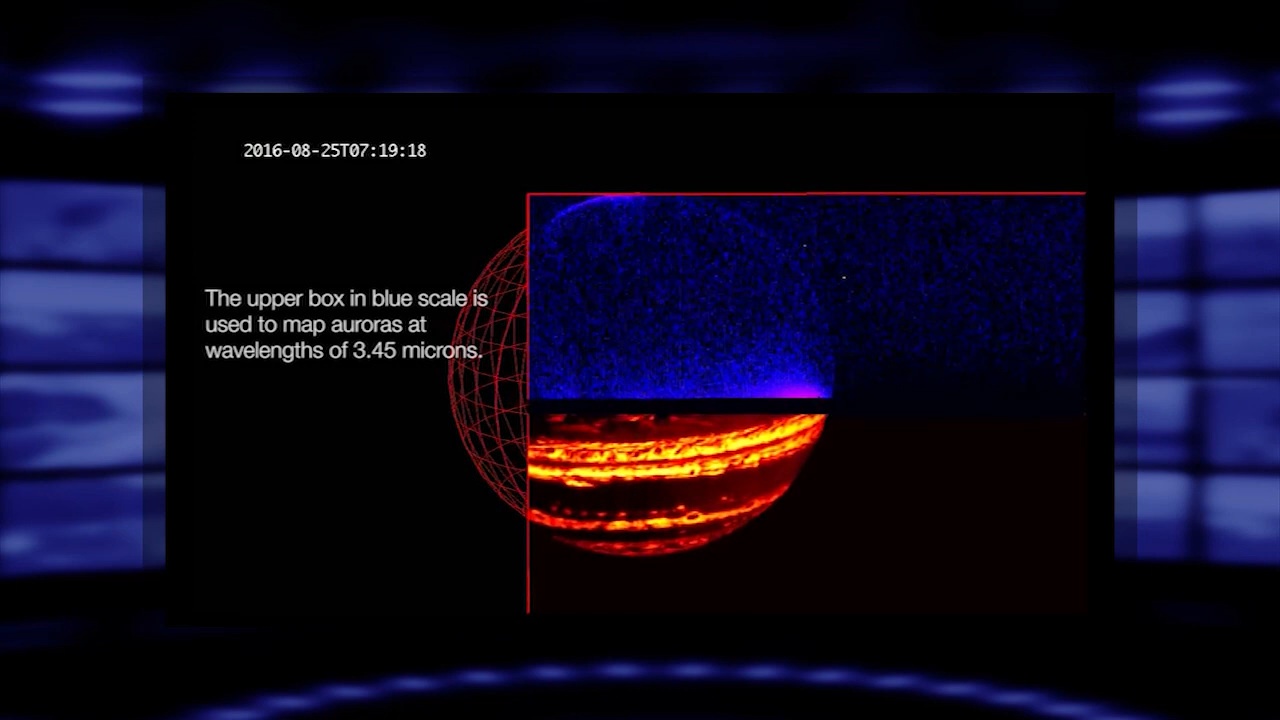 2016-08-25T07:19:18
The upper box in blue scale is
used to map auroras at
wavelengths of 3.45 microns.